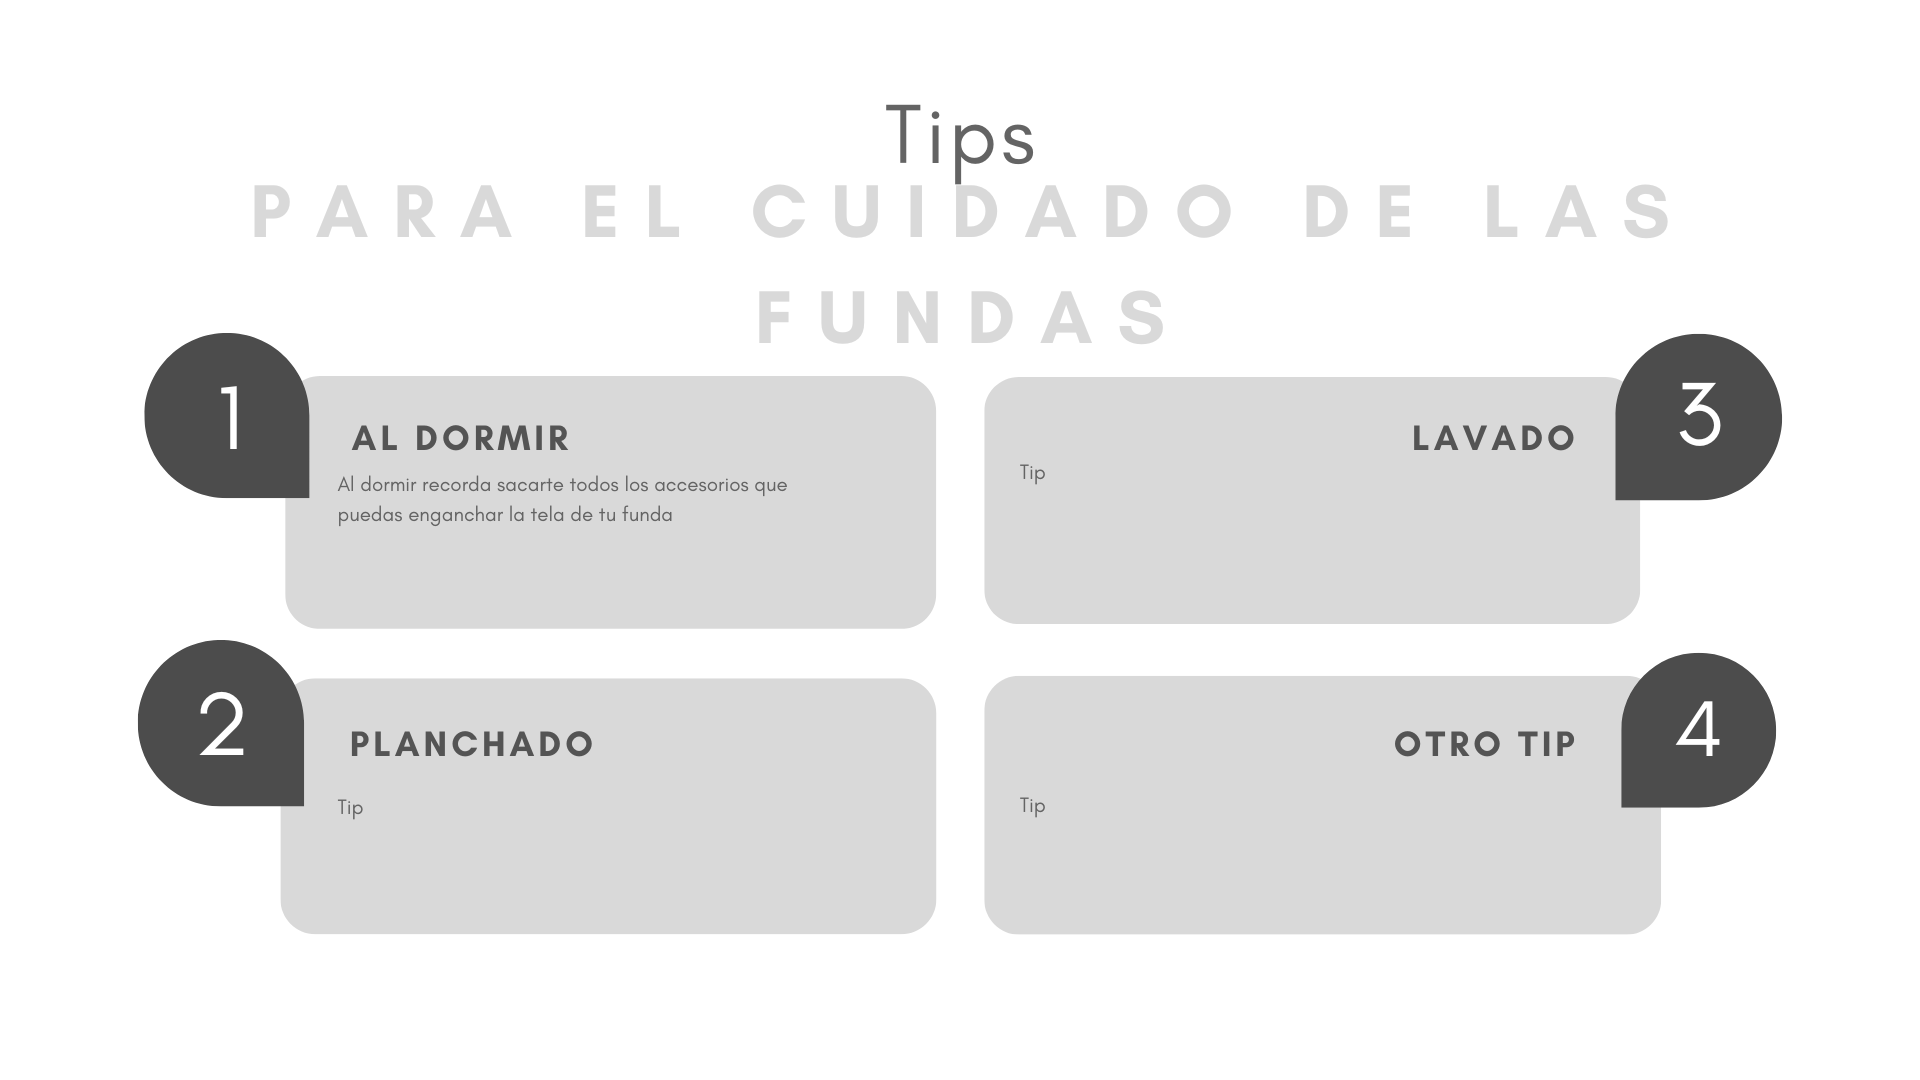 Tips
PARA EL CUIDADO DE LAS
FUNDAS
1
AL DORMIR
Al dormir recorda sacarte todos los accesorios que
puedas enganchar la tela de tu funda
2
PLANCHADO
Tip
3
LAVADO
Tip
4
OTRO TIP
Tip